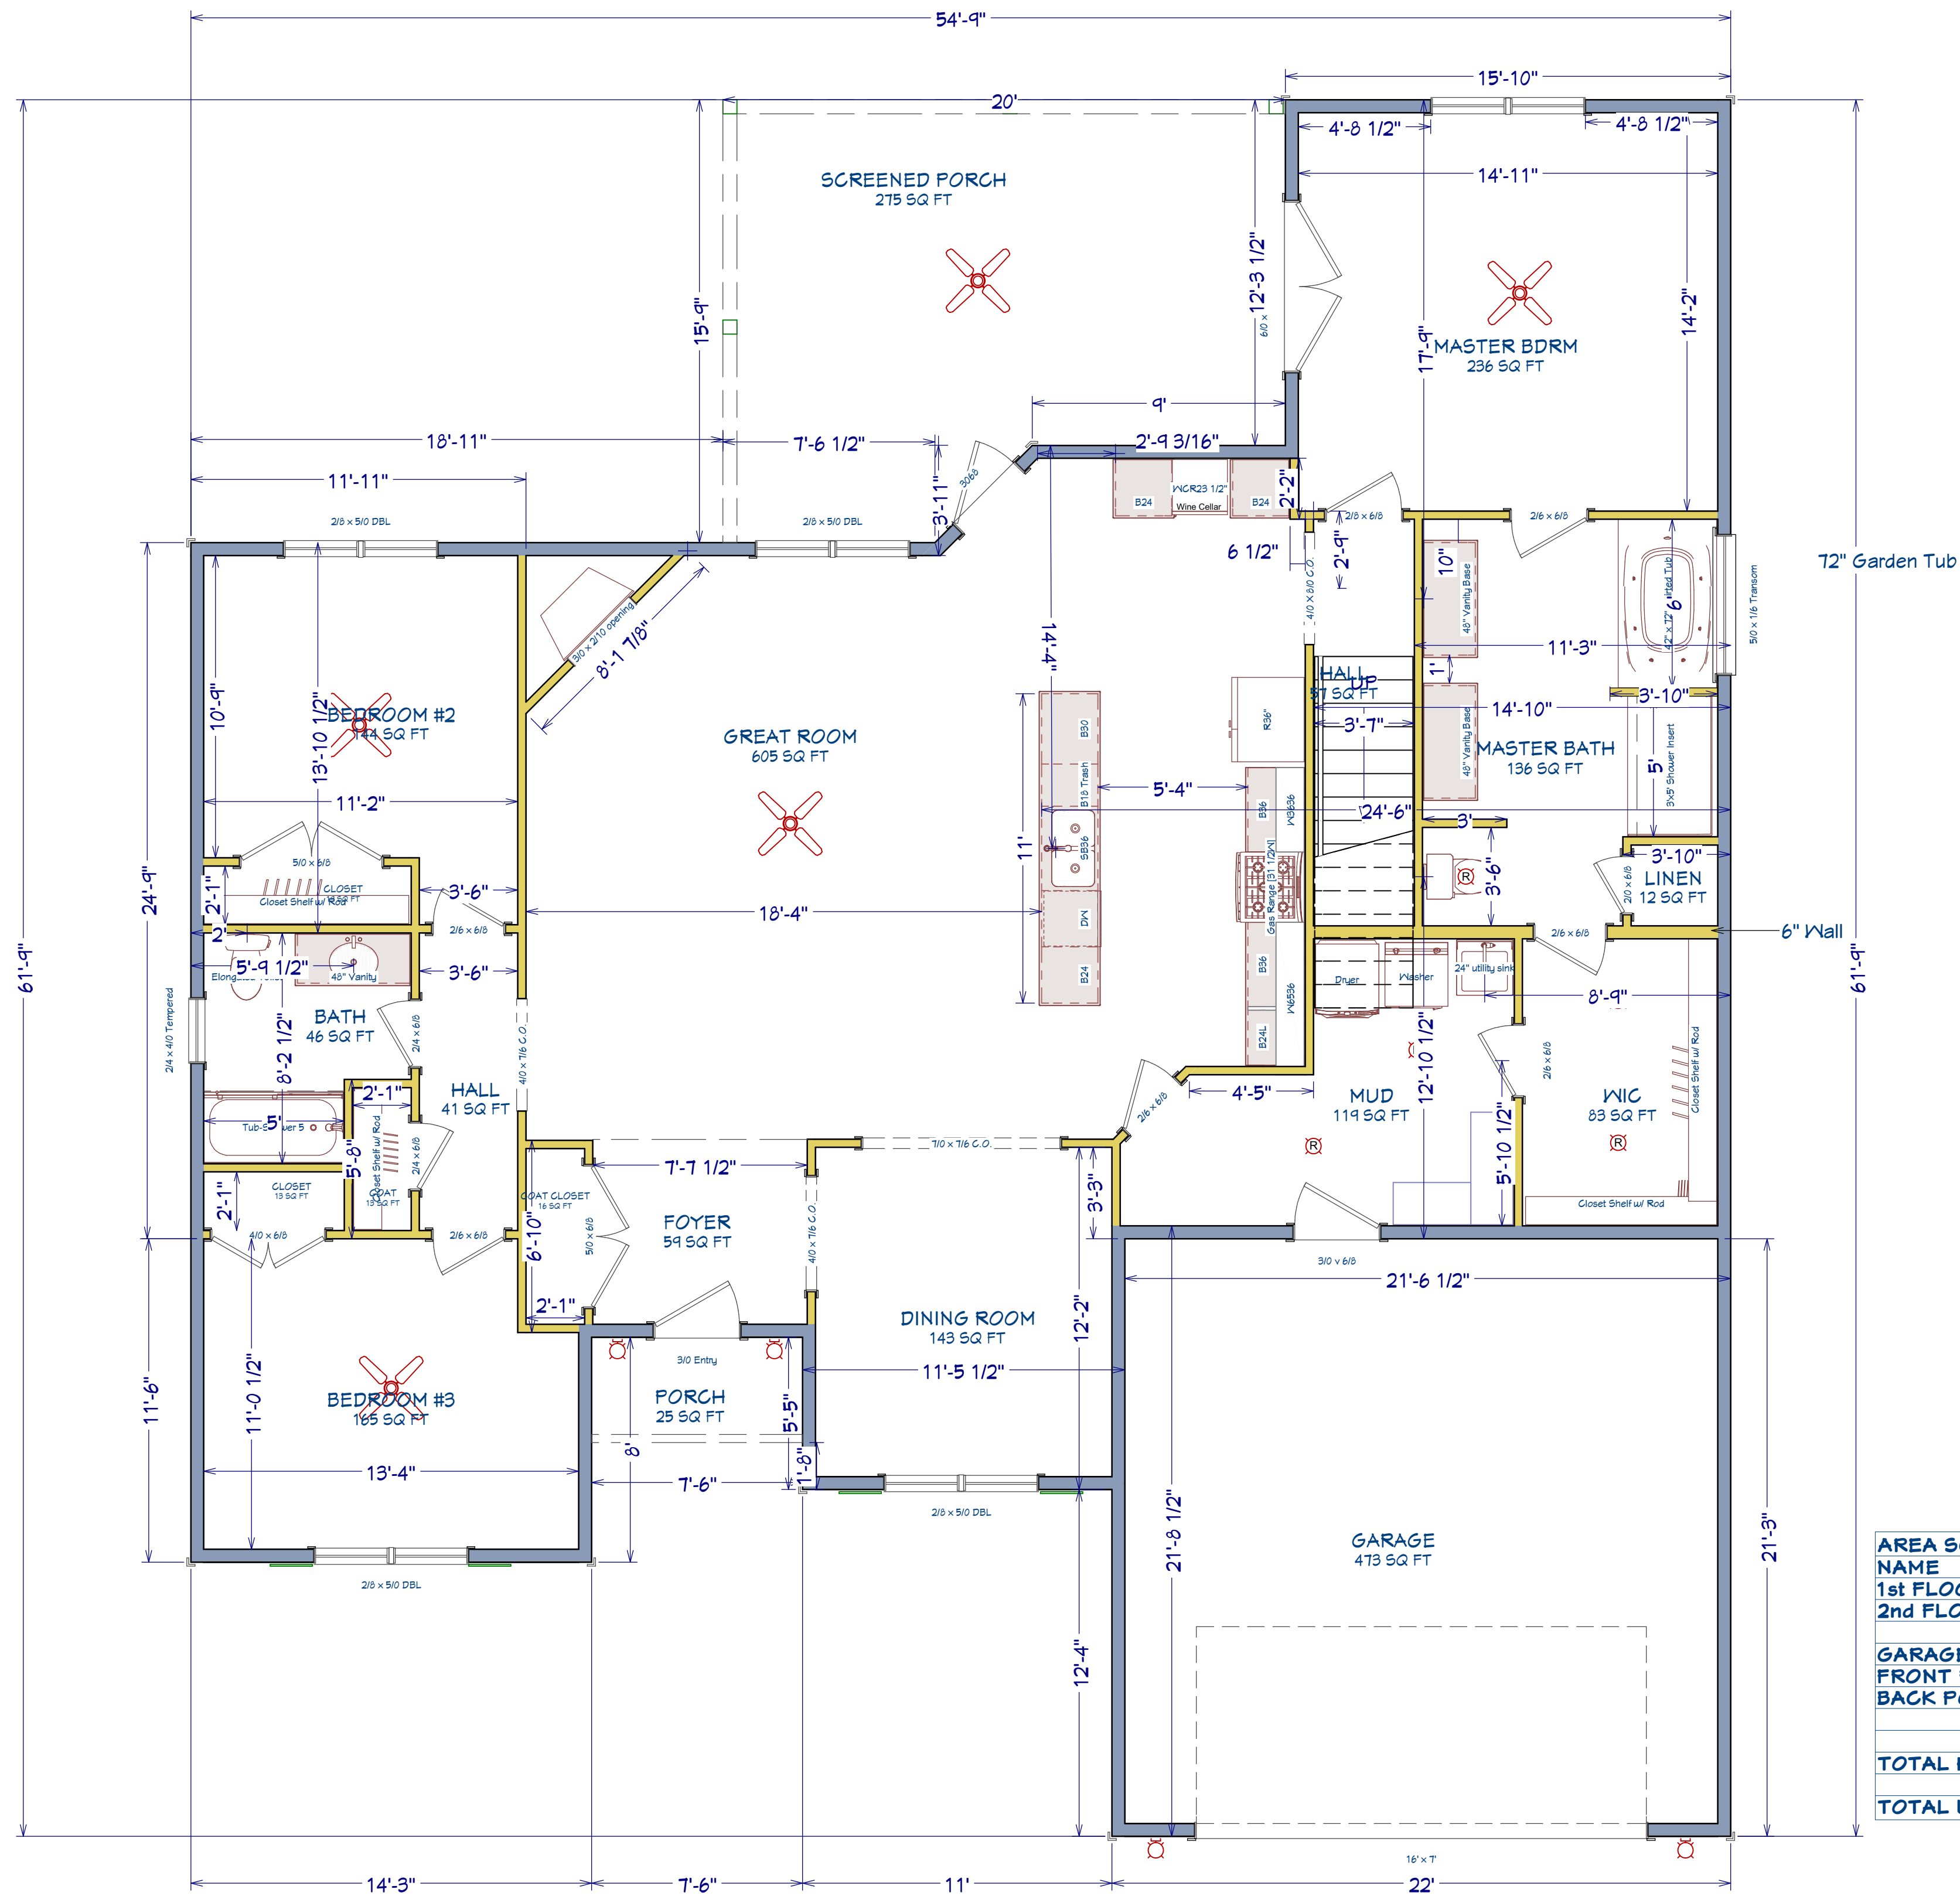 54'-9"
15'-10"
20'
4'-8 1/2"
4'-8 1/2"
14'-11"
SCREENED PORCH
275 SQ FT
12'-3 1/2"
6/0 x
15'-9"
17'-9"
14'-2"
MASTER BDRM
236 SQ FT
9'
18'-11"
7'-6 1/2"
2'-9 3/16"
11'-11"
3'-11"
3068
2'-2"
B24
WCR23 1/2"
Wine Cellar
B24
2/8 x 5/0 DBL
2/8 x 5/0 DBL
2/8 x 6/8
2/6 x 6/8
6 1/2"
2'-9"
10"
72" Garden Tub
4/0 X 8/0 C.O.
48" Vanity Base
6'
5/0 x 1/6 Transom
3/0 x 2/10 opening
8'-1 7/8"
14'-4"
11'-3"
1'
HALL
57 SQ FT
UP
3'-10"
10'-9"
13'-10 1/2"
BEDROOM #2
144 SQ FT
14'-10"
3'-7"
R36"
B30
GREAT ROOM
605 SQ FT
48" Vanity Base
MASTER BATH
136 SQ FT
5'
3'x5' Shower Insert
B18 Trash
5'-4"
11'-2"
B36
W3636
24'-6"
3'
11'
SB36
5/0 x 6/8
Gas Range [31 1/2W]
3'-10"
LINEN
12 SQ FT
2/0 x 6/8
R
3'-6"
24'-9"
2'-1"
CLOSET
Closet Shelf w/ Rod
3'-6"
18'-4"
DW
2'
2/6 x 6/8
2/6 x 6/8
6" Wall
61'-9"
61'-9"
5'-9 1/2"
48" Vanity
3'-6"
B24
B36
W6536
Dryer
Washer
24" utility sink
8'-9"
2/4 x 4/0 Tempered
BATH
46 SQ FT
8'-2 1/2"
2/4 x 6/8
4/0 x 7/6 C.O.
B24L
12'-10 1/2"
2/6 x 6/8
Closet Shelf w/ Rod
HALL
41 SQ FT
2'-1"
4'-5"
MUD
119 SQ FT
WIC
83 SQ FT
5'
2/6 x 6/8
5'-10 1/2"
R
R
5'-8"
Closet Shelf w/ Rod
2/4 x 6/8
7/0 x 7/6 C.O.
7'-7 1/2"
3'-3"
2'-1"
CLOSET
13 SQ FT
COAT
13 SQ FT
COAT CLOSET
16 SQ FT
Closet Shelf w/ Rod
6'-10"
FOYER
59 SQ FT
5/0 x 6/8
4/0 x 7/6 C.O.
4/0 x 6/8
2/6 x 6/8
3/0 v 6/8
21'-6 1/2"
2'-1"
DINING ROOM
143 SQ FT
12'-2"
3/0 Entry
11'-5 1/2"
11'-6"
11'-0 1/2"
BEDROOM #3
165 SQ FT
PORCH
25 SQ FT
5'-5"
8'
1'-8"
13'-4"
7'-6"
2/8 x 5/0 DBL
21'-8 1/2"
GARAGE
473 SQ FT
21'-3"
2/8 x 5/0 DBL
AREA
NAME
1st
2nd
GARAGE
FRONT
BACK
TOTAL
TOTAL
12'-4"
16' x 7'
14'-3"
7'-6"
11'
22'